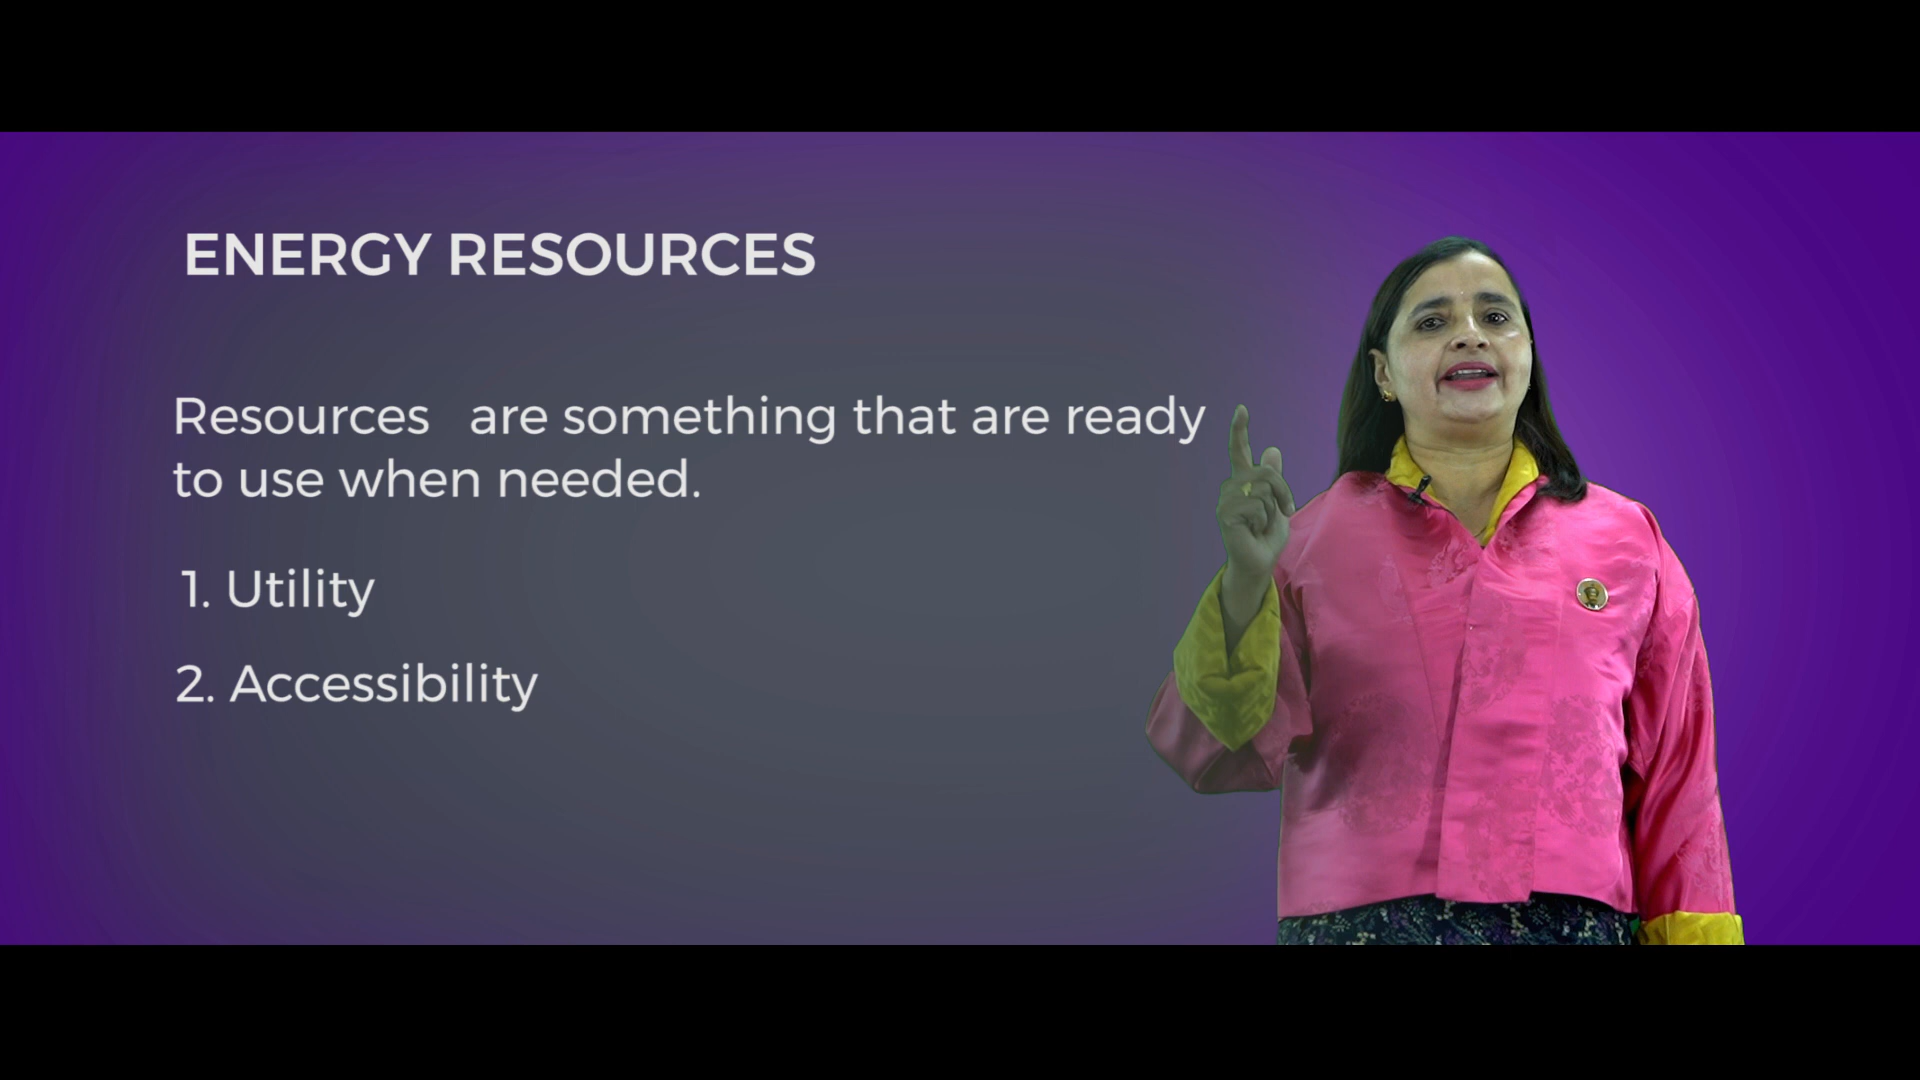 ENERGY RESOURCES
Resources are something that are ready
to use when needed.
1. Utility
2. Accessibility